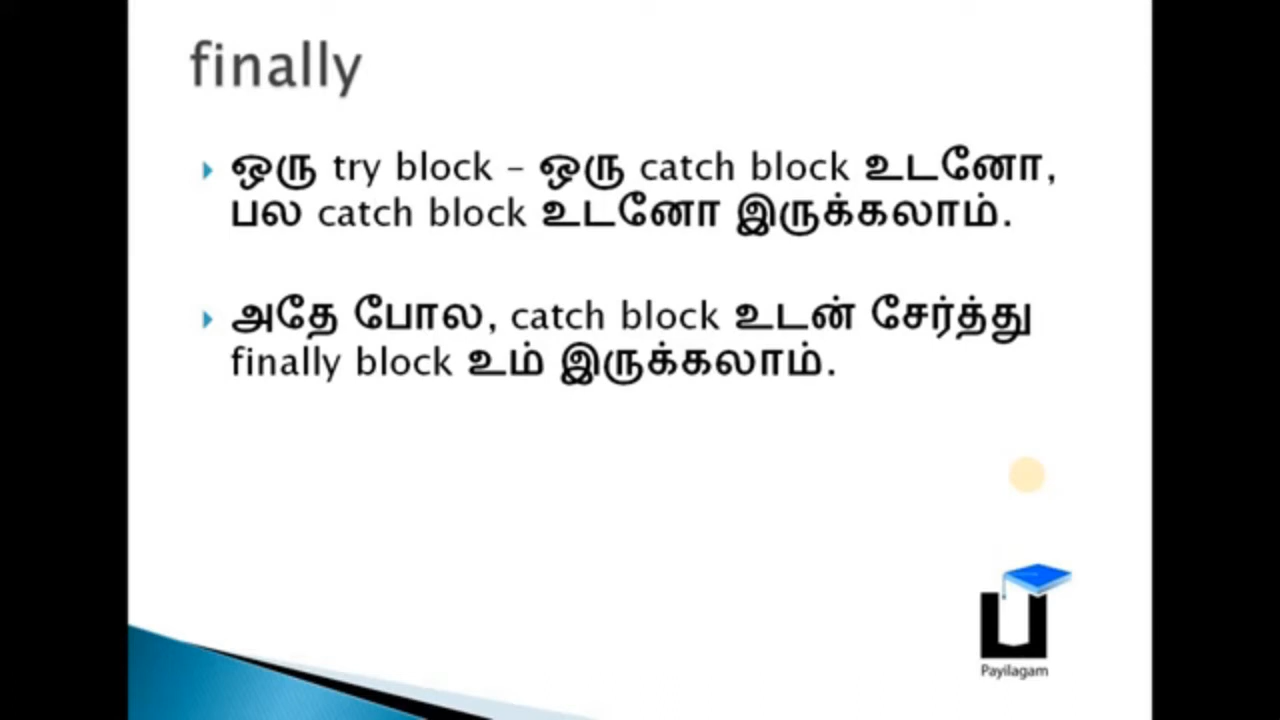 finally
ஒரு try block – ஒரு catch block உடனோ,
பல catch block உடனோ இருக்கலாம்.
அதே போல, catch block உடன் சேர்த்து
finally block உம் இருக்கலாம்.
Payilagam